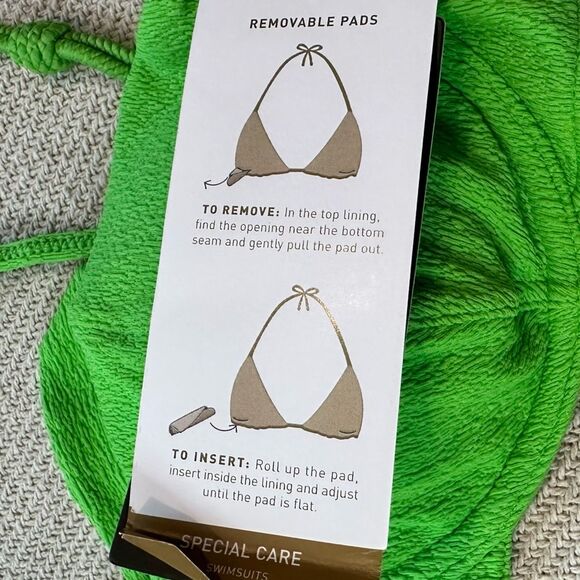 REMOVABLE PADS
TO REMOVE: In the top lining,
find the opening near the bottom
seam and gently pull the pad out.
TO INSERT: Roll up the pad,
insert inside the lining and adjust
until the pad is flat.
SPECIAL CARE
SWIMSUITS